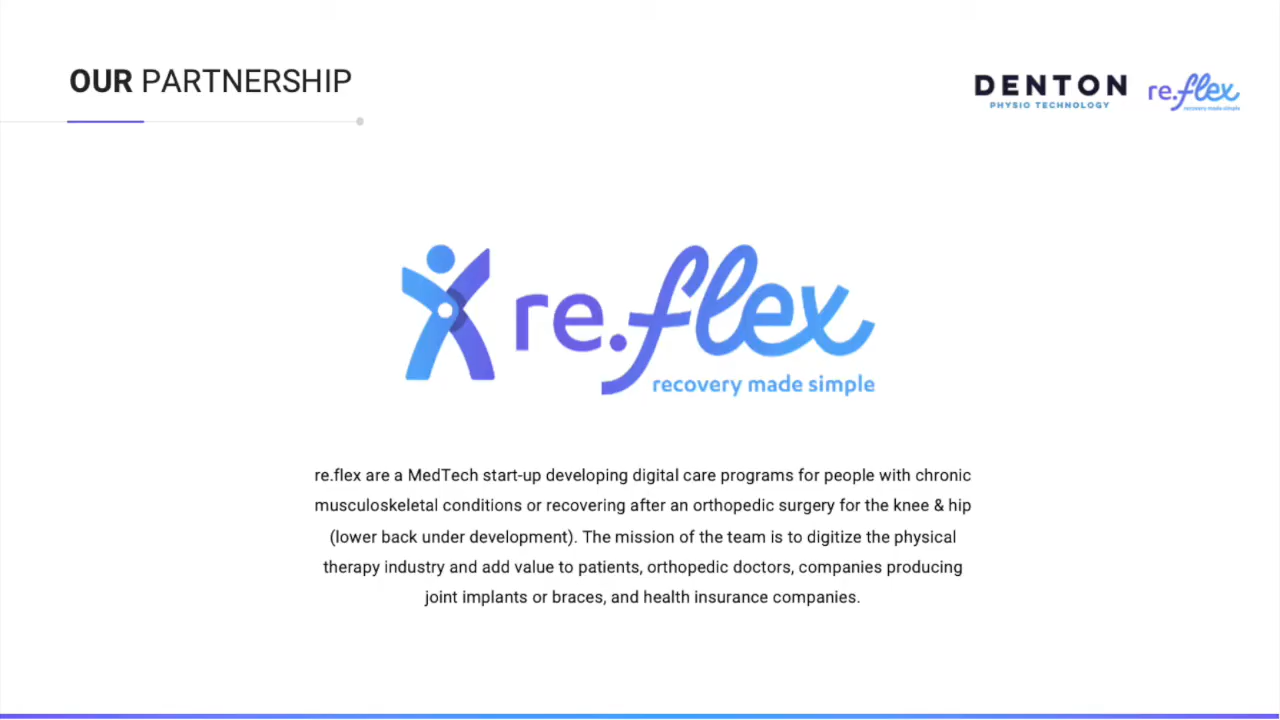 OUR PARTNERSHIP
DENTON
PHYSIO TECHNOLOGY
re.flex
recovery made simple
re.flex
recovery made simple
re.flex are a MedTech start-up developing digital care programs for people with chronic
musculoskeletal conditions or recovering after an orthopedic surgery for the knee & hip
(lower back under development). The mission of the team is to digitize the physical
therapy industry and add value to patients, orthopedic doctors, companies producing
joint implants or braces, and health insurance companies.